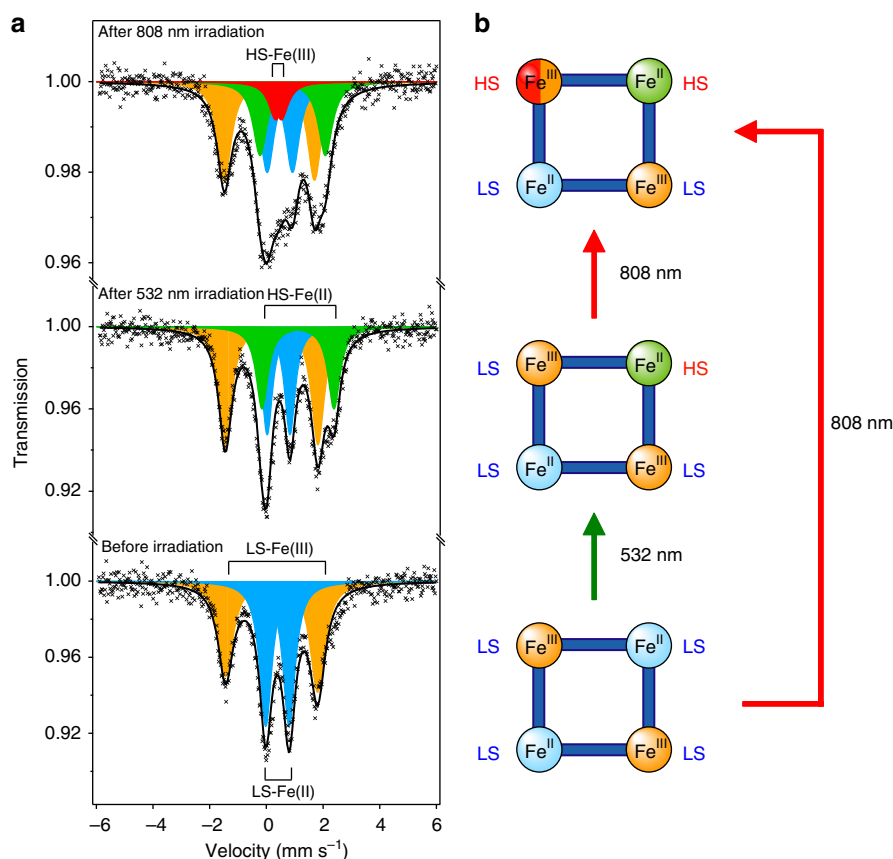 a
After 808 nm irradiation
HS-Fe(III)
1.00
0.98
0.96
After 532 nm irradiation
HS-Fe(II)
1.00
0.96
0.92
Before irradiation
LS-Fe(III)
1.00
0.96
0.92
LS-Fe(II)
−6 −4 −2 0 2 4 6
Velocity (mm s⁻¹)
Transmission
b
HS Feᴵᴵᴵ Feᴵᴵ HS
LS Feᴵᴵ Feᴵᴵᴵ LS
808 nm
LS Feᴵᴵᴵ Feᴵᴵ HS
808 nm
LS Feᴵᴵ Feᴵᴵᴵ LS
532 nm
LS Feᴵᴵᴵ Feᴵᴵ LS
LS Feᴵᴵ Feᴵᴵᴵ LS